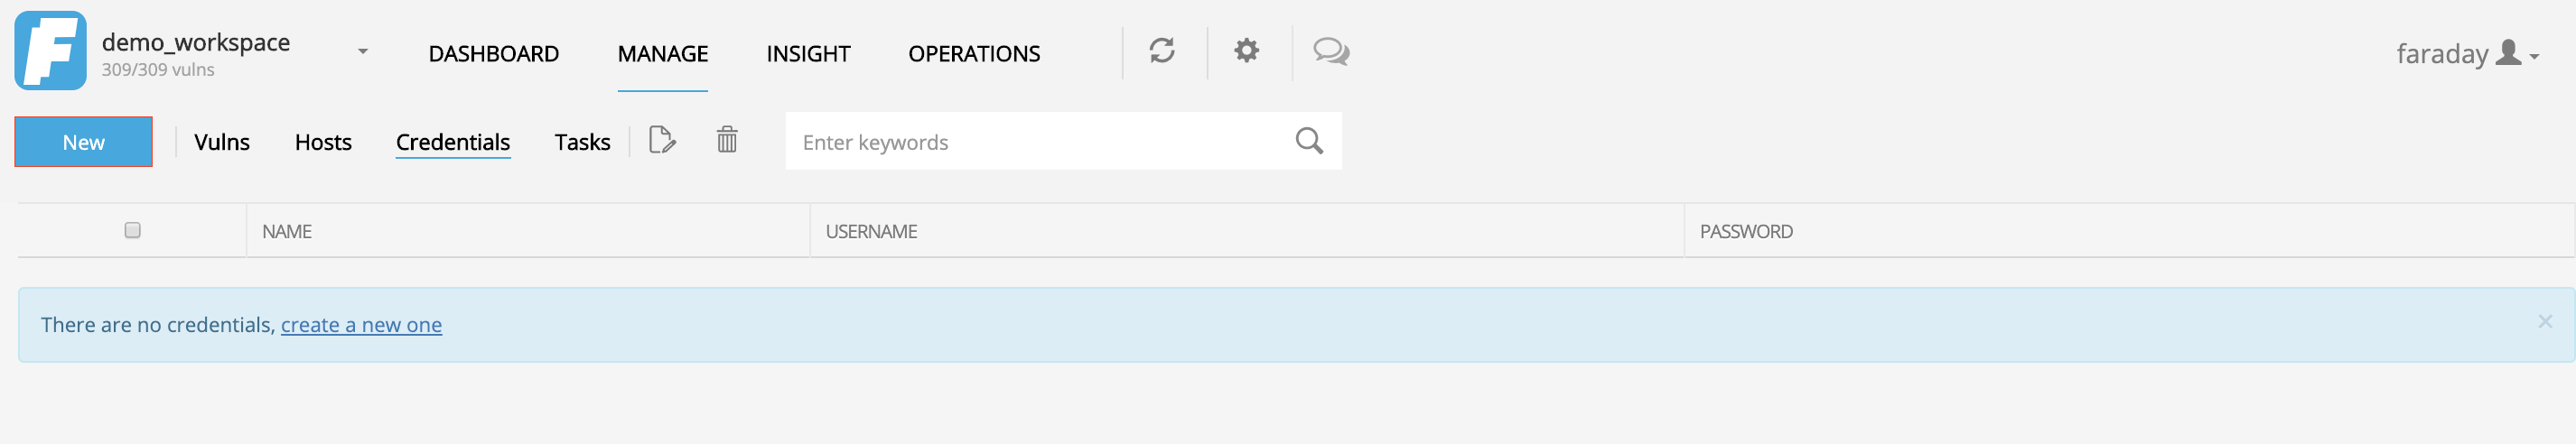 demo_workspace
309/309 vulns
DASHBOARD MANAGE INSIGHT OPERATIONS
faraday
New Vulns Hosts Credentials Tasks Enter keywords
NAME USERNAME PASSWORD
There are no credentials, create a new one